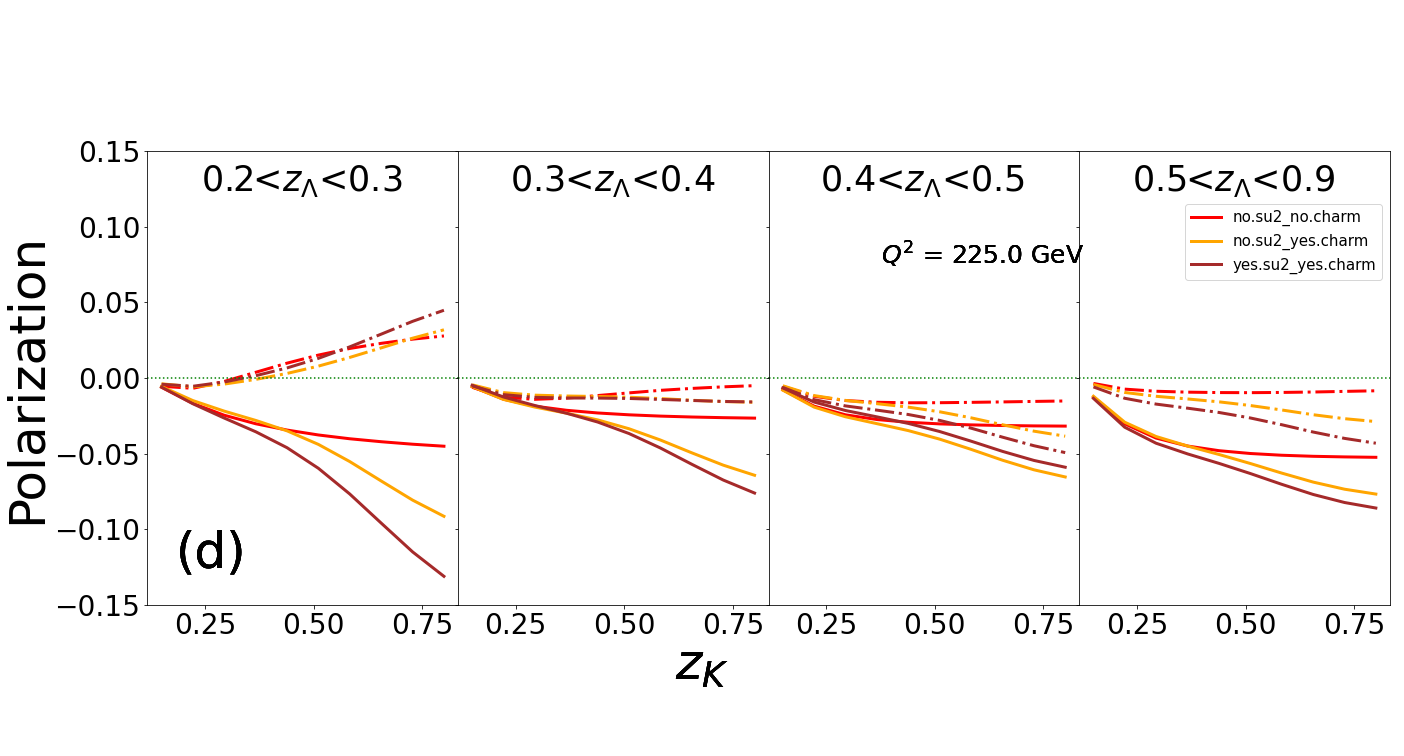 0.2<zΛ<0.3 0.3<zΛ<0.4 0.4<zΛ<0.5 0.5<zΛ<0.9
no.su2_no.charm
no.su2_yes.charm
yes.su2_yes.charm
Q² = 225.0 GeV
Polarization
0.15
0.10
0.05
0.00
−0.05
−0.10
−0.15
(d)
0.25 0.50 0.75 0.25 0.50 0.75 0.25 0.50 0.75 0.25 0.50 0.75
zK